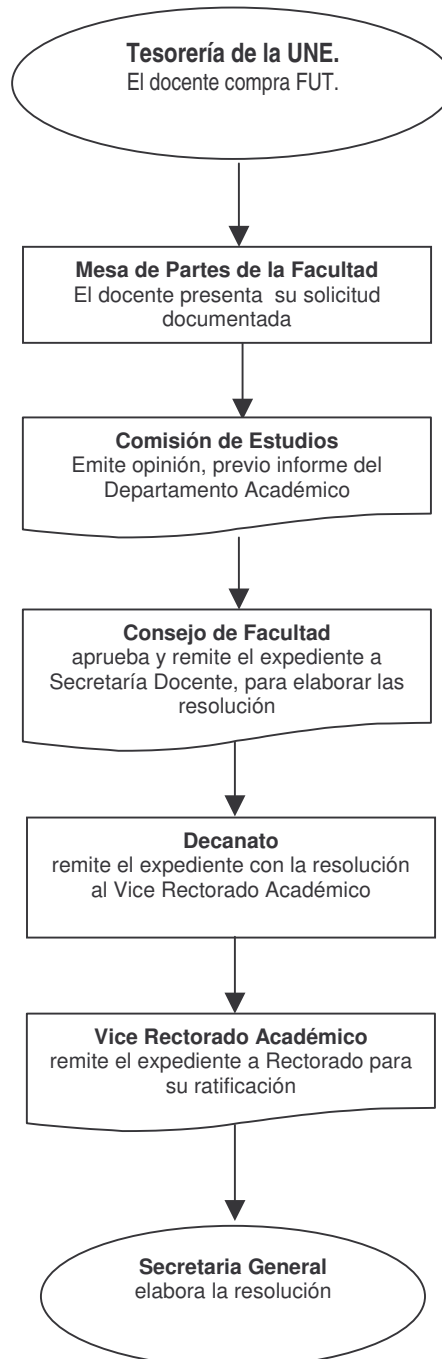 Tesorería de la UNE.
El docente compra FUT.
Mesa de Partes de la Facultad
El docente presenta su solicitud
documentada
Comisión de Estudios
Emite opinión, previo informe del
Departamento Académico
Consejo de Facultad
aprueba y remite el expediente a
Secretaría Docente, para elaborar las
resolución
Decanato
remite el expediente con la resolución
al Vice Rectorado Académico
Vice Rectorado Académico
remite el expediente a Rectorado para
su ratificación
Secretaria General
elabora la resolución